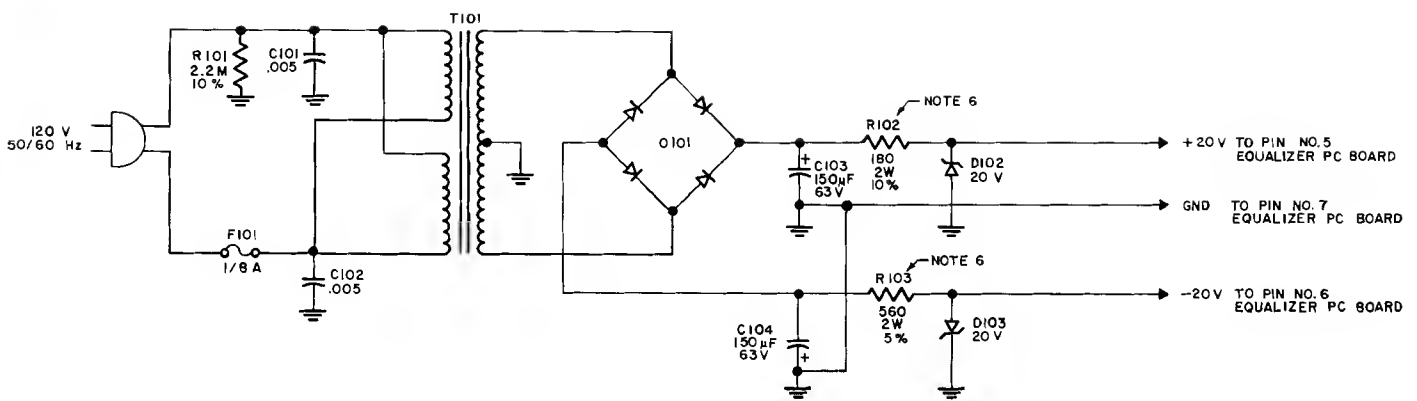 T101
R101
2.2M
10%
C101
.005
120 V
50/60 Hz
F101
1/8 A
C102
.005
D101
NOTE 6
R102
180
2W
10%
C103
+
150µF
63V
D102
20 V
+20V TO PIN NO.5
EQUALIZER PC BOARD
GND TO PIN NO.7
EQUALIZER PC BOARD
NOTE 6
R103
560
2W
5%
C104
150µF
63V
+
D103
20V
-20V TO PIN NO.6
EQUALIZER PC BOARD